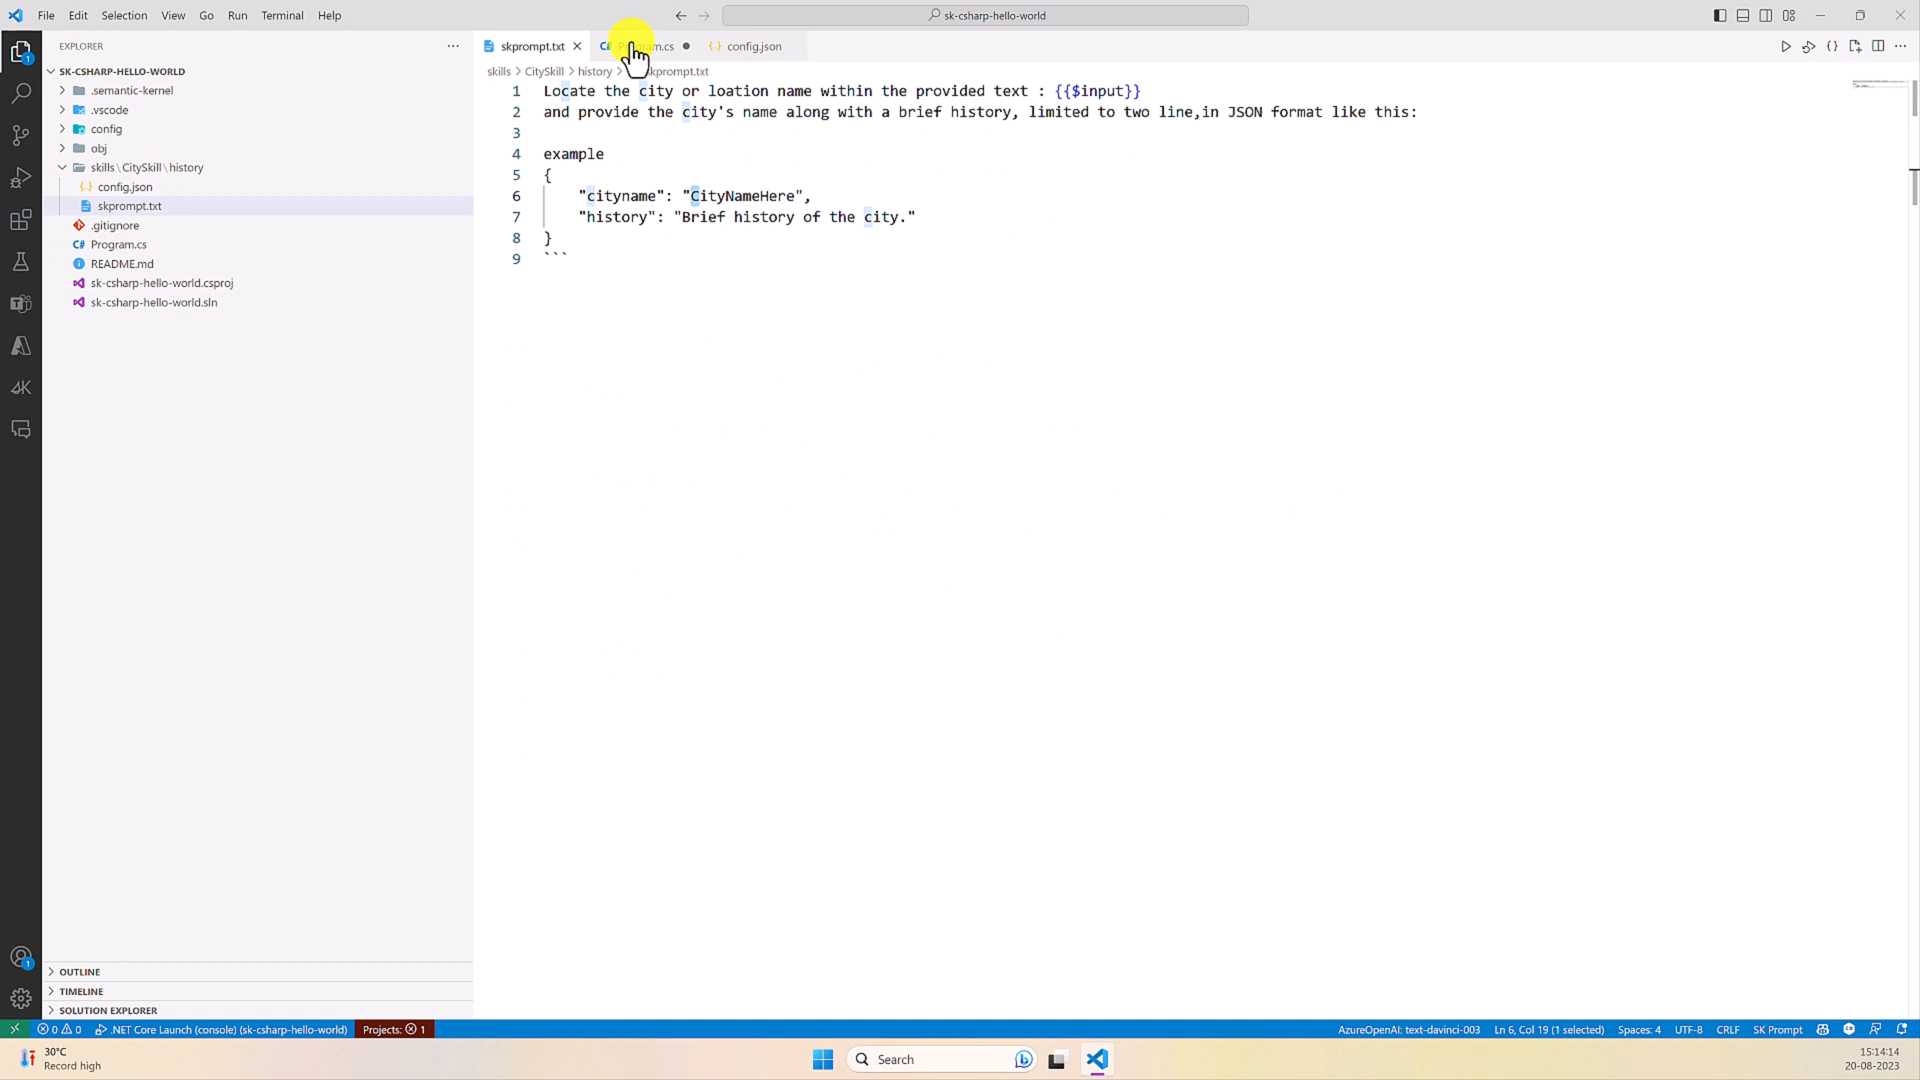 File Edit Selection View Go Run Terminal Help
sk-csharp-hello-world
EXPLORER
SK-CSHARP-HELLO-WORLD
.semantic-kernel
.vscode
config
obj
skills \ CitySkill \ history
config.json
skprompt.txt
.gitignore
Program.cs
README.md
sk-csharp-hello-world.csproj
sk-csharp-hello-world.sln
OUTLINE
TIMELINE
SOLUTION EXPLORER
skprompt.txt
config.json
skills > CitySkill > history > skprompt.txt
1 Locate the city or loation name within the provided text : {{$input}}
2 and provide the city's name along with a brief history, limited to two line,in JSON format like this:
3
4 example
5 {
6 "cityname": "CityNameHere",
7 "history": "Brief history of the city."
8 }
9 ```
0 0 .NET Core Launch (console) (sk-csharp-hello-world) Projects: 1
AzureOpenAI: text-davinci-003 Ln 6, Col 19 (1 selected) Spaces: 4 UTF-8 CRLF SK Prompt
30°C
Record high
Search
15:14:14
20-08-2023